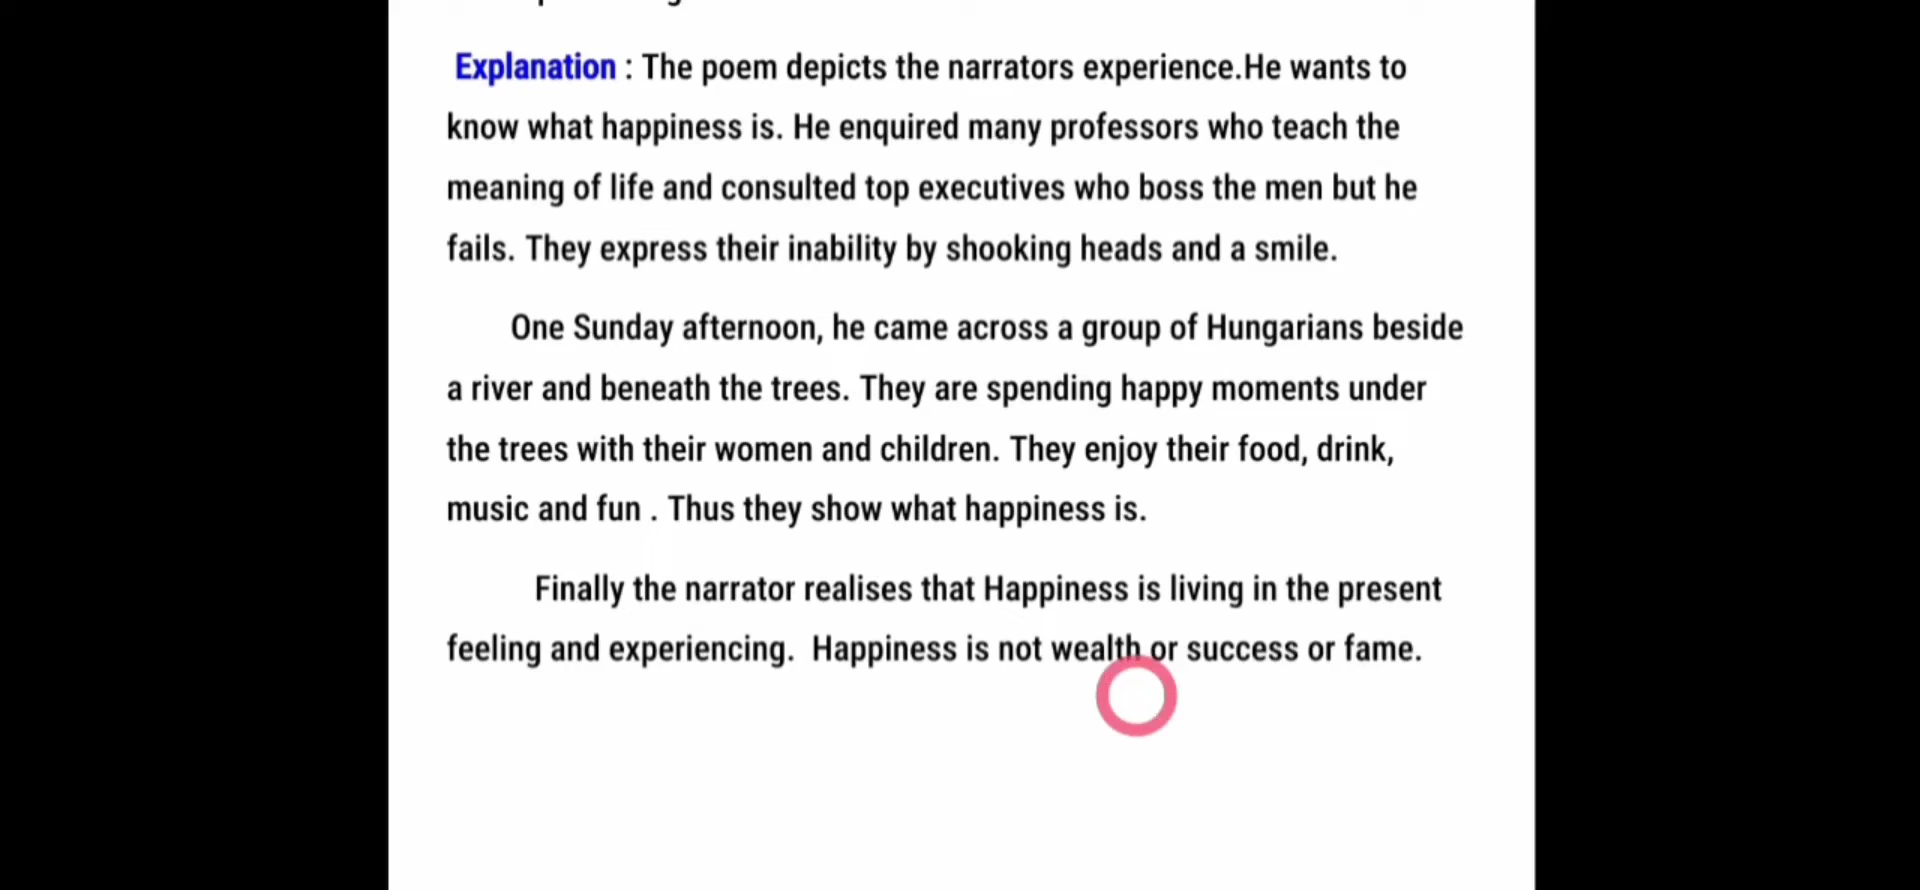 Explanation : The poem depicts the narrators experience.He wants to
know what happiness is. He enquired many professors who teach the
meaning of life and consulted top executives who boss the men but he
fails. They express their inability by shooking heads and a smile.
One Sunday afternoon, he came across a group of Hungarians beside
a river and beneath the trees. They are spending happy moments under
the trees with their women and children. They enjoy their food, drink,
music and fun . Thus they show what happiness is.
Finally the narrator realises that Happiness is living in the present
feeling and experiencing.  Happiness is not wealth or success or fame.